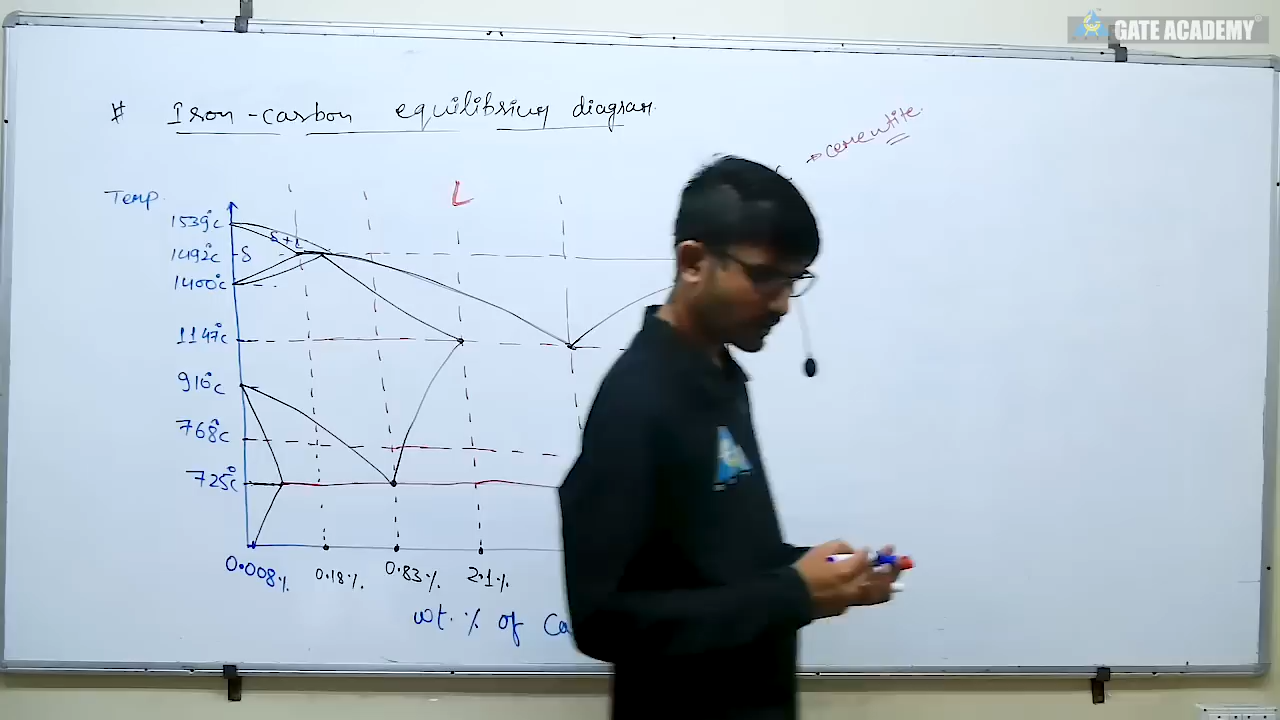 GATE ACADEMY
# Iron-carbon equilibrium diagram.
→ cementite.
Temp.
L
1539°c
δ+L
1492°c
δ
1400°c
1147°c
910°c
768°c
725°c
0.008%. 0.18%. 0.83%. 2.1%.
wt. % of